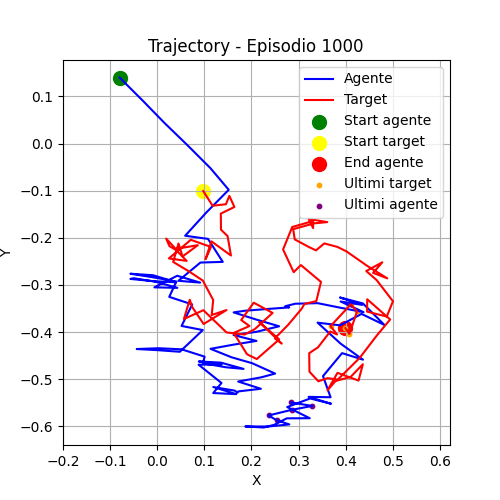 Trajectory - Episodio 1000
Agente
Target
Start agente
Start target
End agente
Ultimi target
Ultimi agente
Y
0.1
0.0
−0.1
−0.2
−0.3
−0.4
−0.5
−0.6
−0.2 −0.1 0.0 0.1 0.2 0.3 0.4 0.5 0.6
X